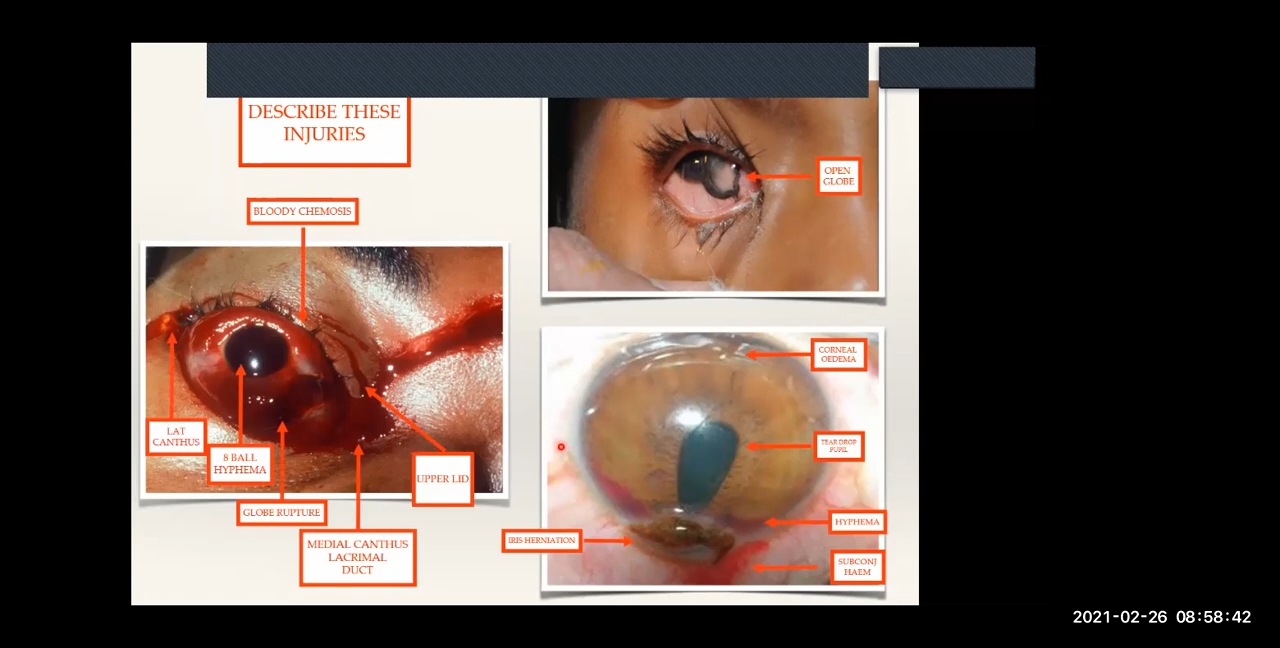 DESCRIBE THESE
INJURIES
BLOODY CHEMOSIS
OPEN
GLOBE
LAT
CANTHUS
8 BALL
HYPHEMA
GLOBE RUPTURE
MEDIAL CANTHUS
LACRIMAL
DUCT
UPPER LID
CORNEAL
OEDEMA
TEAR DROP
PUPIL
HYPHEMA
IRIS HERNIATION
SUBCONJ
HAEM
2021-02-26 08:58:42